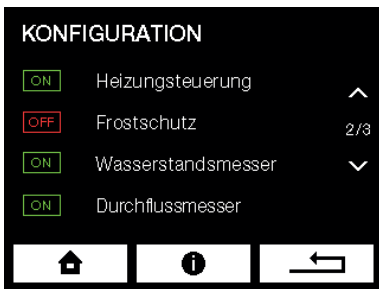 KONFIGURATION
ON Heizungsteuerung
OFF Frostschutz
2/3
ON Wasserstandsmesser
ON Durchflussmesser